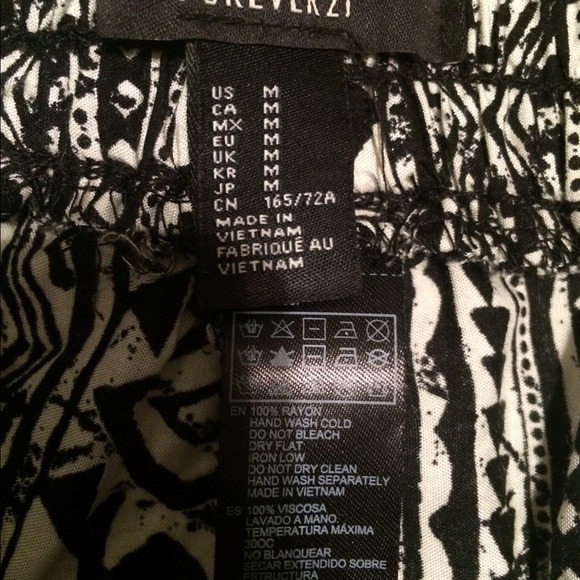 FOREVER21
US M
CA M
MX M
EU M
UK M
KR M
JP M
CN 165/72A
MADE IN
VIETNAM
FABRIQUÉ AU
VIETNAM
EN 100% RAYON
HAND WASH COLD
DO NOT BLEACH
DRY FLAT
IRON LOW
DO NOT DRY CLEAN
HAND WASH SEPARATELY
MADE IN VIETNAM
ES 100% VISCOSA
LAVADO A MANO.
TEMPERATURA MÁXIMA
30OC
NO BLANQUEAR
SECAR EXTENDIDO SOBRE
ESTRUCTURA